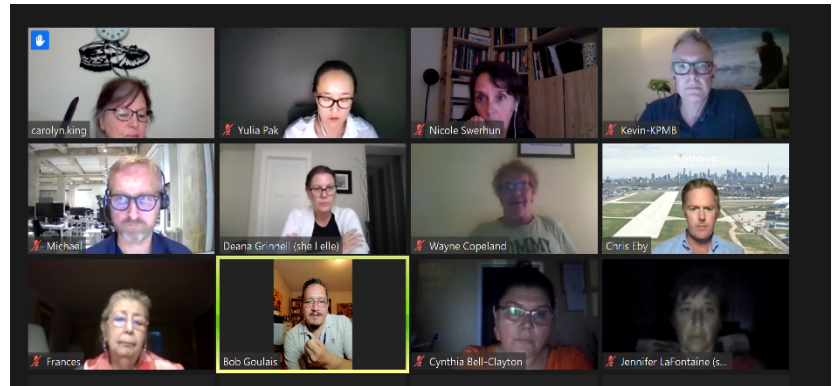 carolyn.king
Yulia Pak
Nicole Swerhun
Kevin-KPMB
Michael
Deana Grinnell (she | elle)
Wayne Copeland
Chris Eby
Frances
Bob Goulais
Cynthia Bell-Clayton
Jennifer LaFontaine (s...